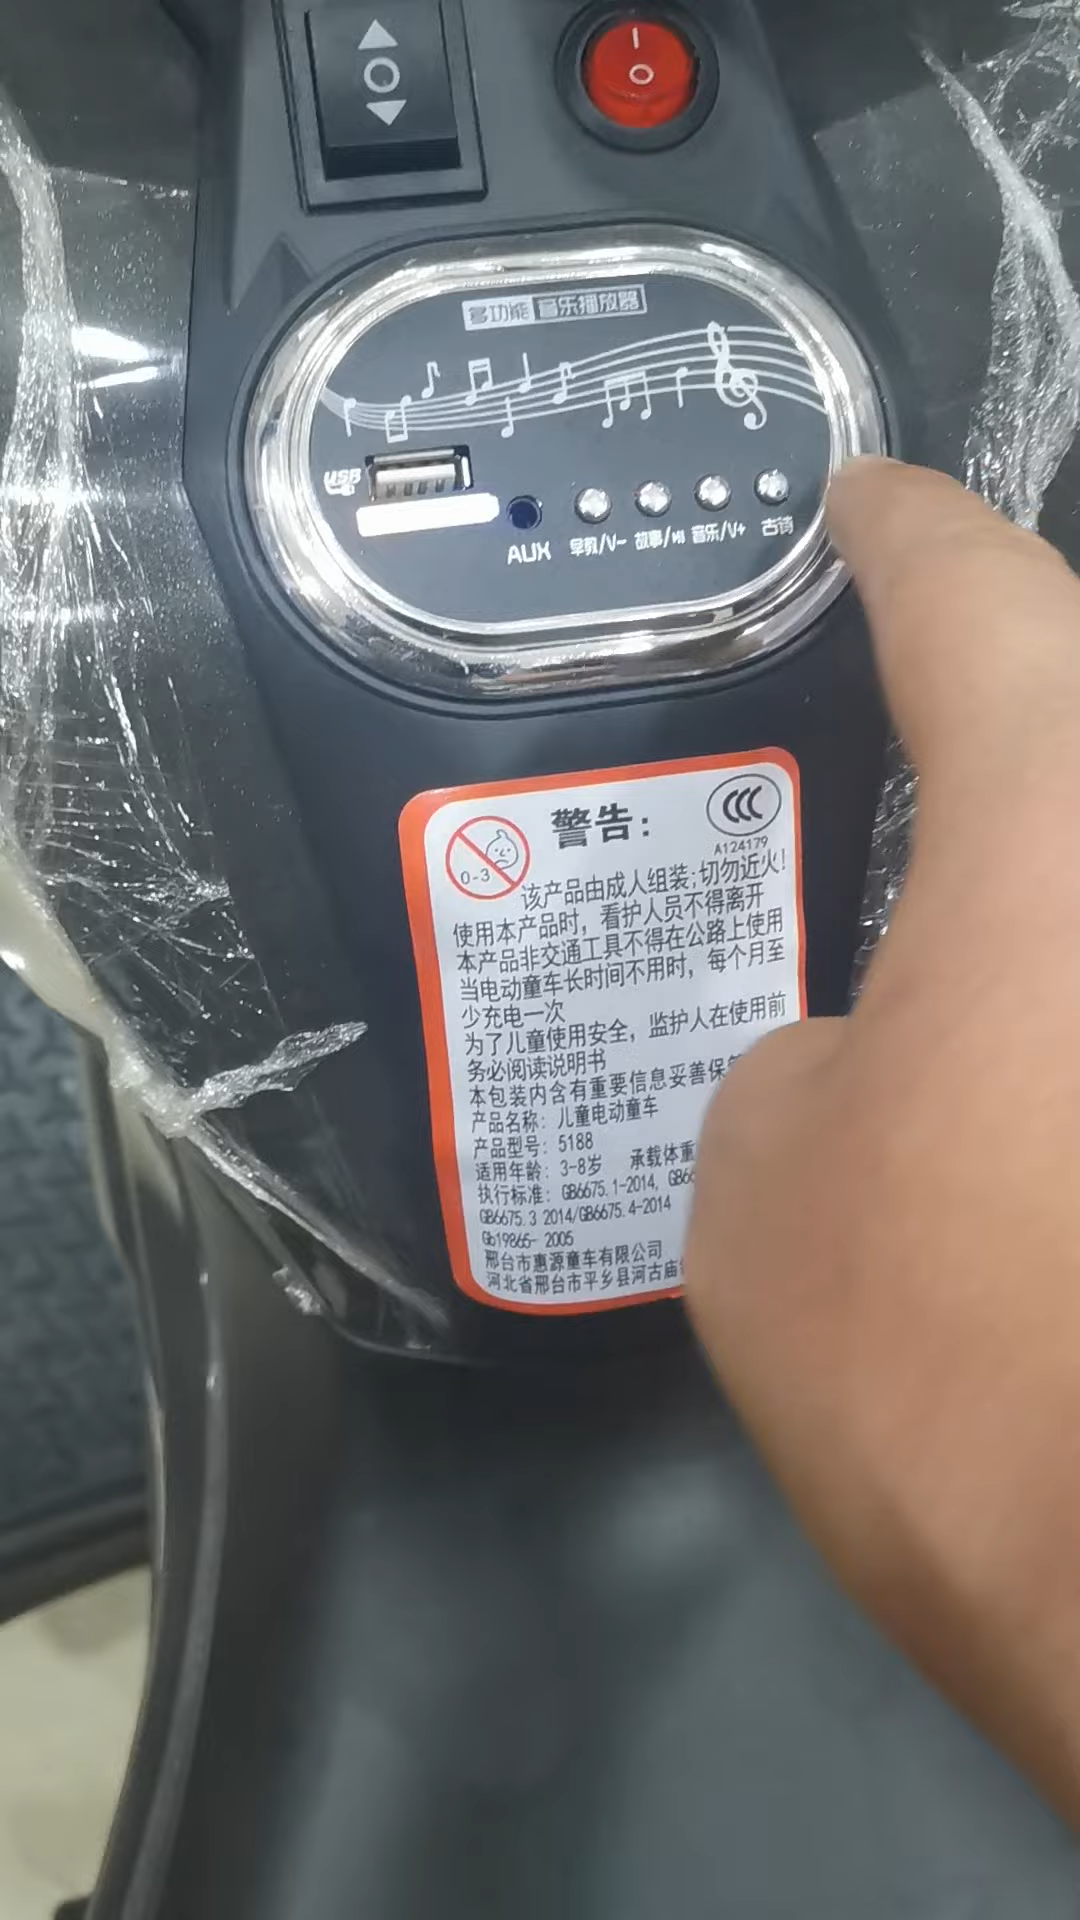 多功能 音乐播放器
USB
AUX 早教/V- 故事/⏯ 音乐/V+ 古诗
警告:
CCC
A124179
0-3
该产品由成人组装;切勿近火!
使用本产品时，看护人员不得离开
本产品非交通工具不得在公路上使用
当电动童车长时间不用时，每个月至
少充电一次
为了儿童使用安全，监护人在使用前
务必阅读说明书
本包装内含有重要信息妥善保
产品名称: 儿童电动童车
产品型号: 5188
适用年龄: 3-8岁 承载体重
执行标准: GB6675.1-2014, GB6
GB6675.3 2014/GB6675.4-2014
Gb19865- 2005
邢台市惠源童车有限公司
河北省邢台市平乡县河古庙